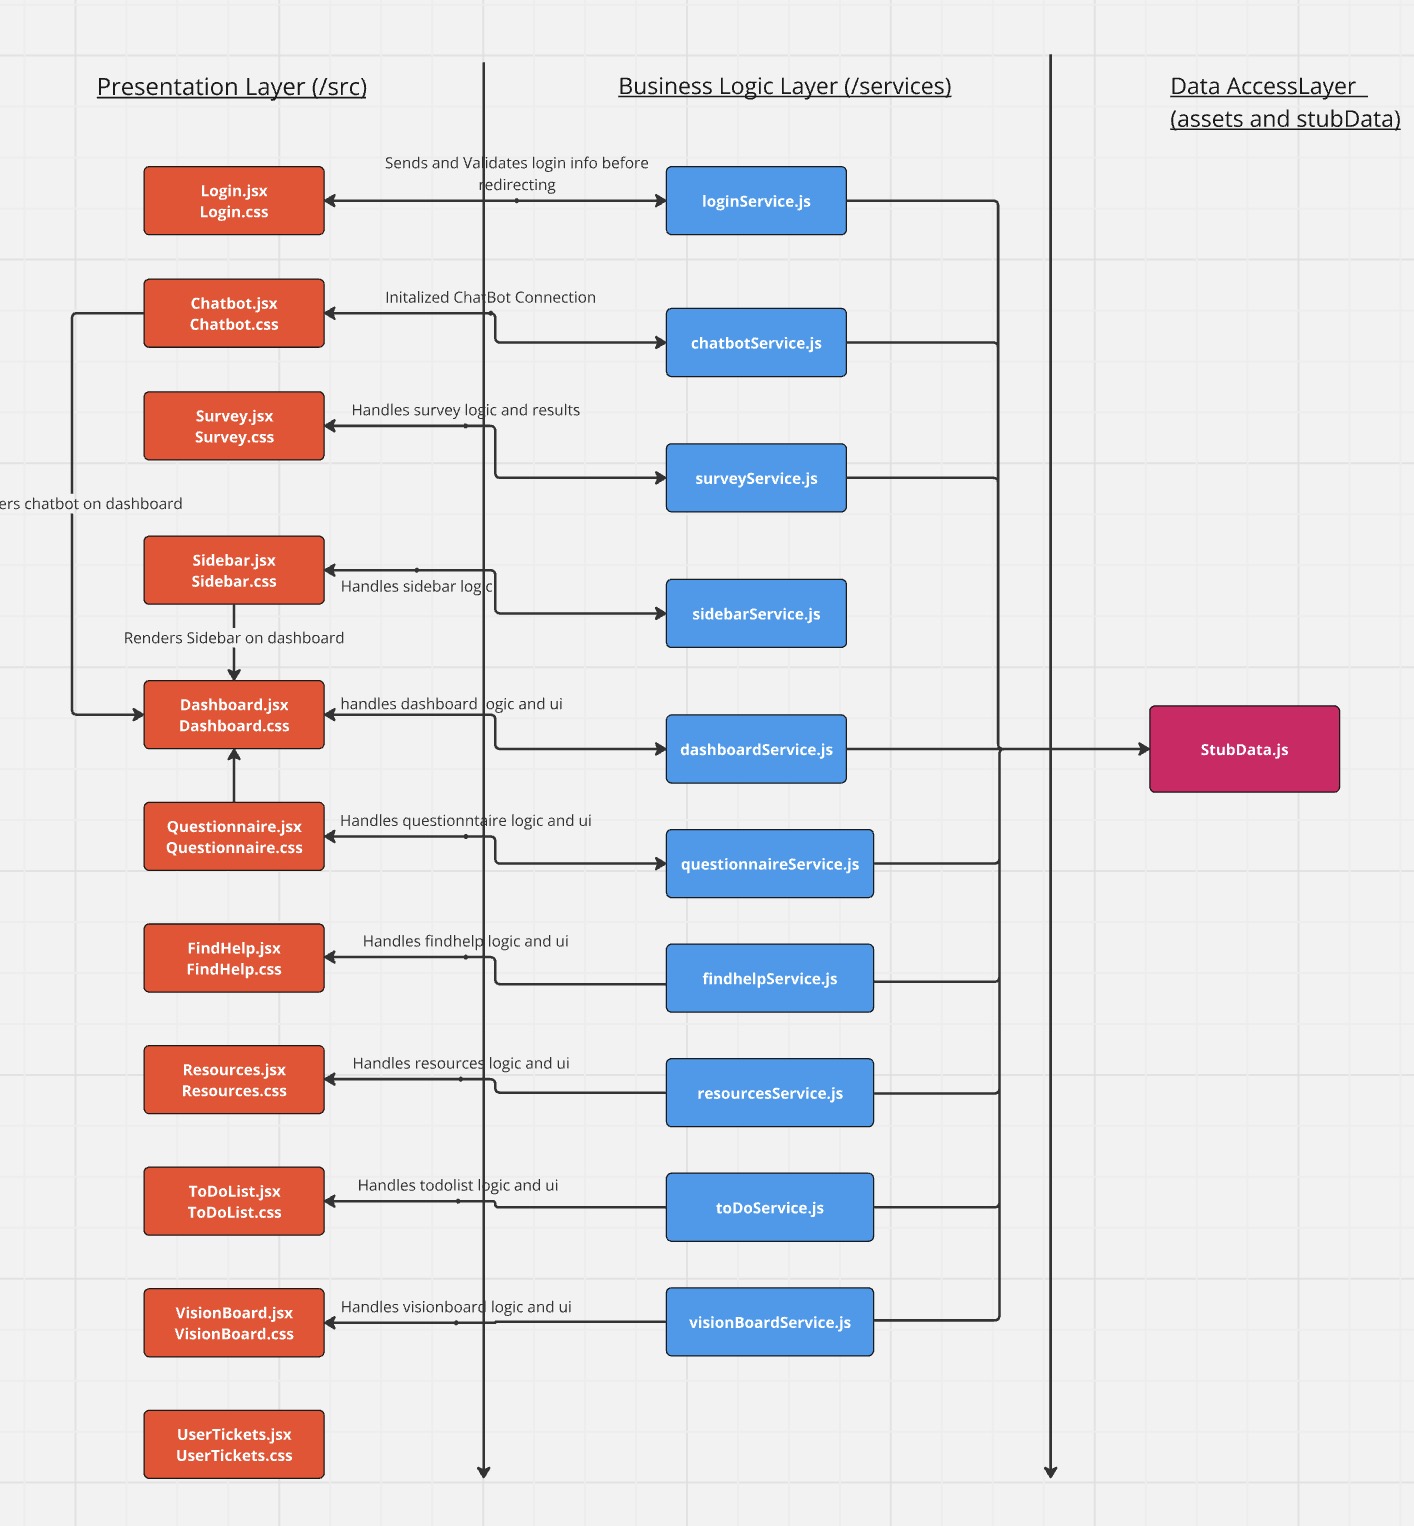 Presentation Layer (/src)
Business Logic Layer (/services)
Data AccessLayer
(assets and stubData)
Sends and Validates login info before
redirecting
Login.jsx
Login.css
loginService.js
Initalized ChatBot Connection
Chatbot.jsx
Chatbot.css
chatbotService.js
Handles survey logic and results
Survey.jsx
Survey.css
surveyService.js
chatbot on dashboard
Sidebar.jsx
Sidebar.css
Handles sidebar logic
sidebarService.js
Renders Sidebar on dashboard
Dashboard.jsx
Dashboard.css
handles dashboard logic and ui
dashboardService.js
StubData.js
Questionnaire.jsx
Questionnaire.css
Handles questionntaire logic and ui
questionnaireService.js
FindHelp.jsx
FindHelp.css
Handles findhelp logic and ui
findhelpService.js
Resources.jsx
Resources.css
Handles resources logic and ui
resourcesService.js
ToDoList.jsx
ToDoList.css
Handles todolist logic and ui
toDoService.js
VisionBoard.jsx
VisionBoard.css
Handles visionboard logic and ui
visionBoardService.js
UserTickets.jsx
UserTickets.css